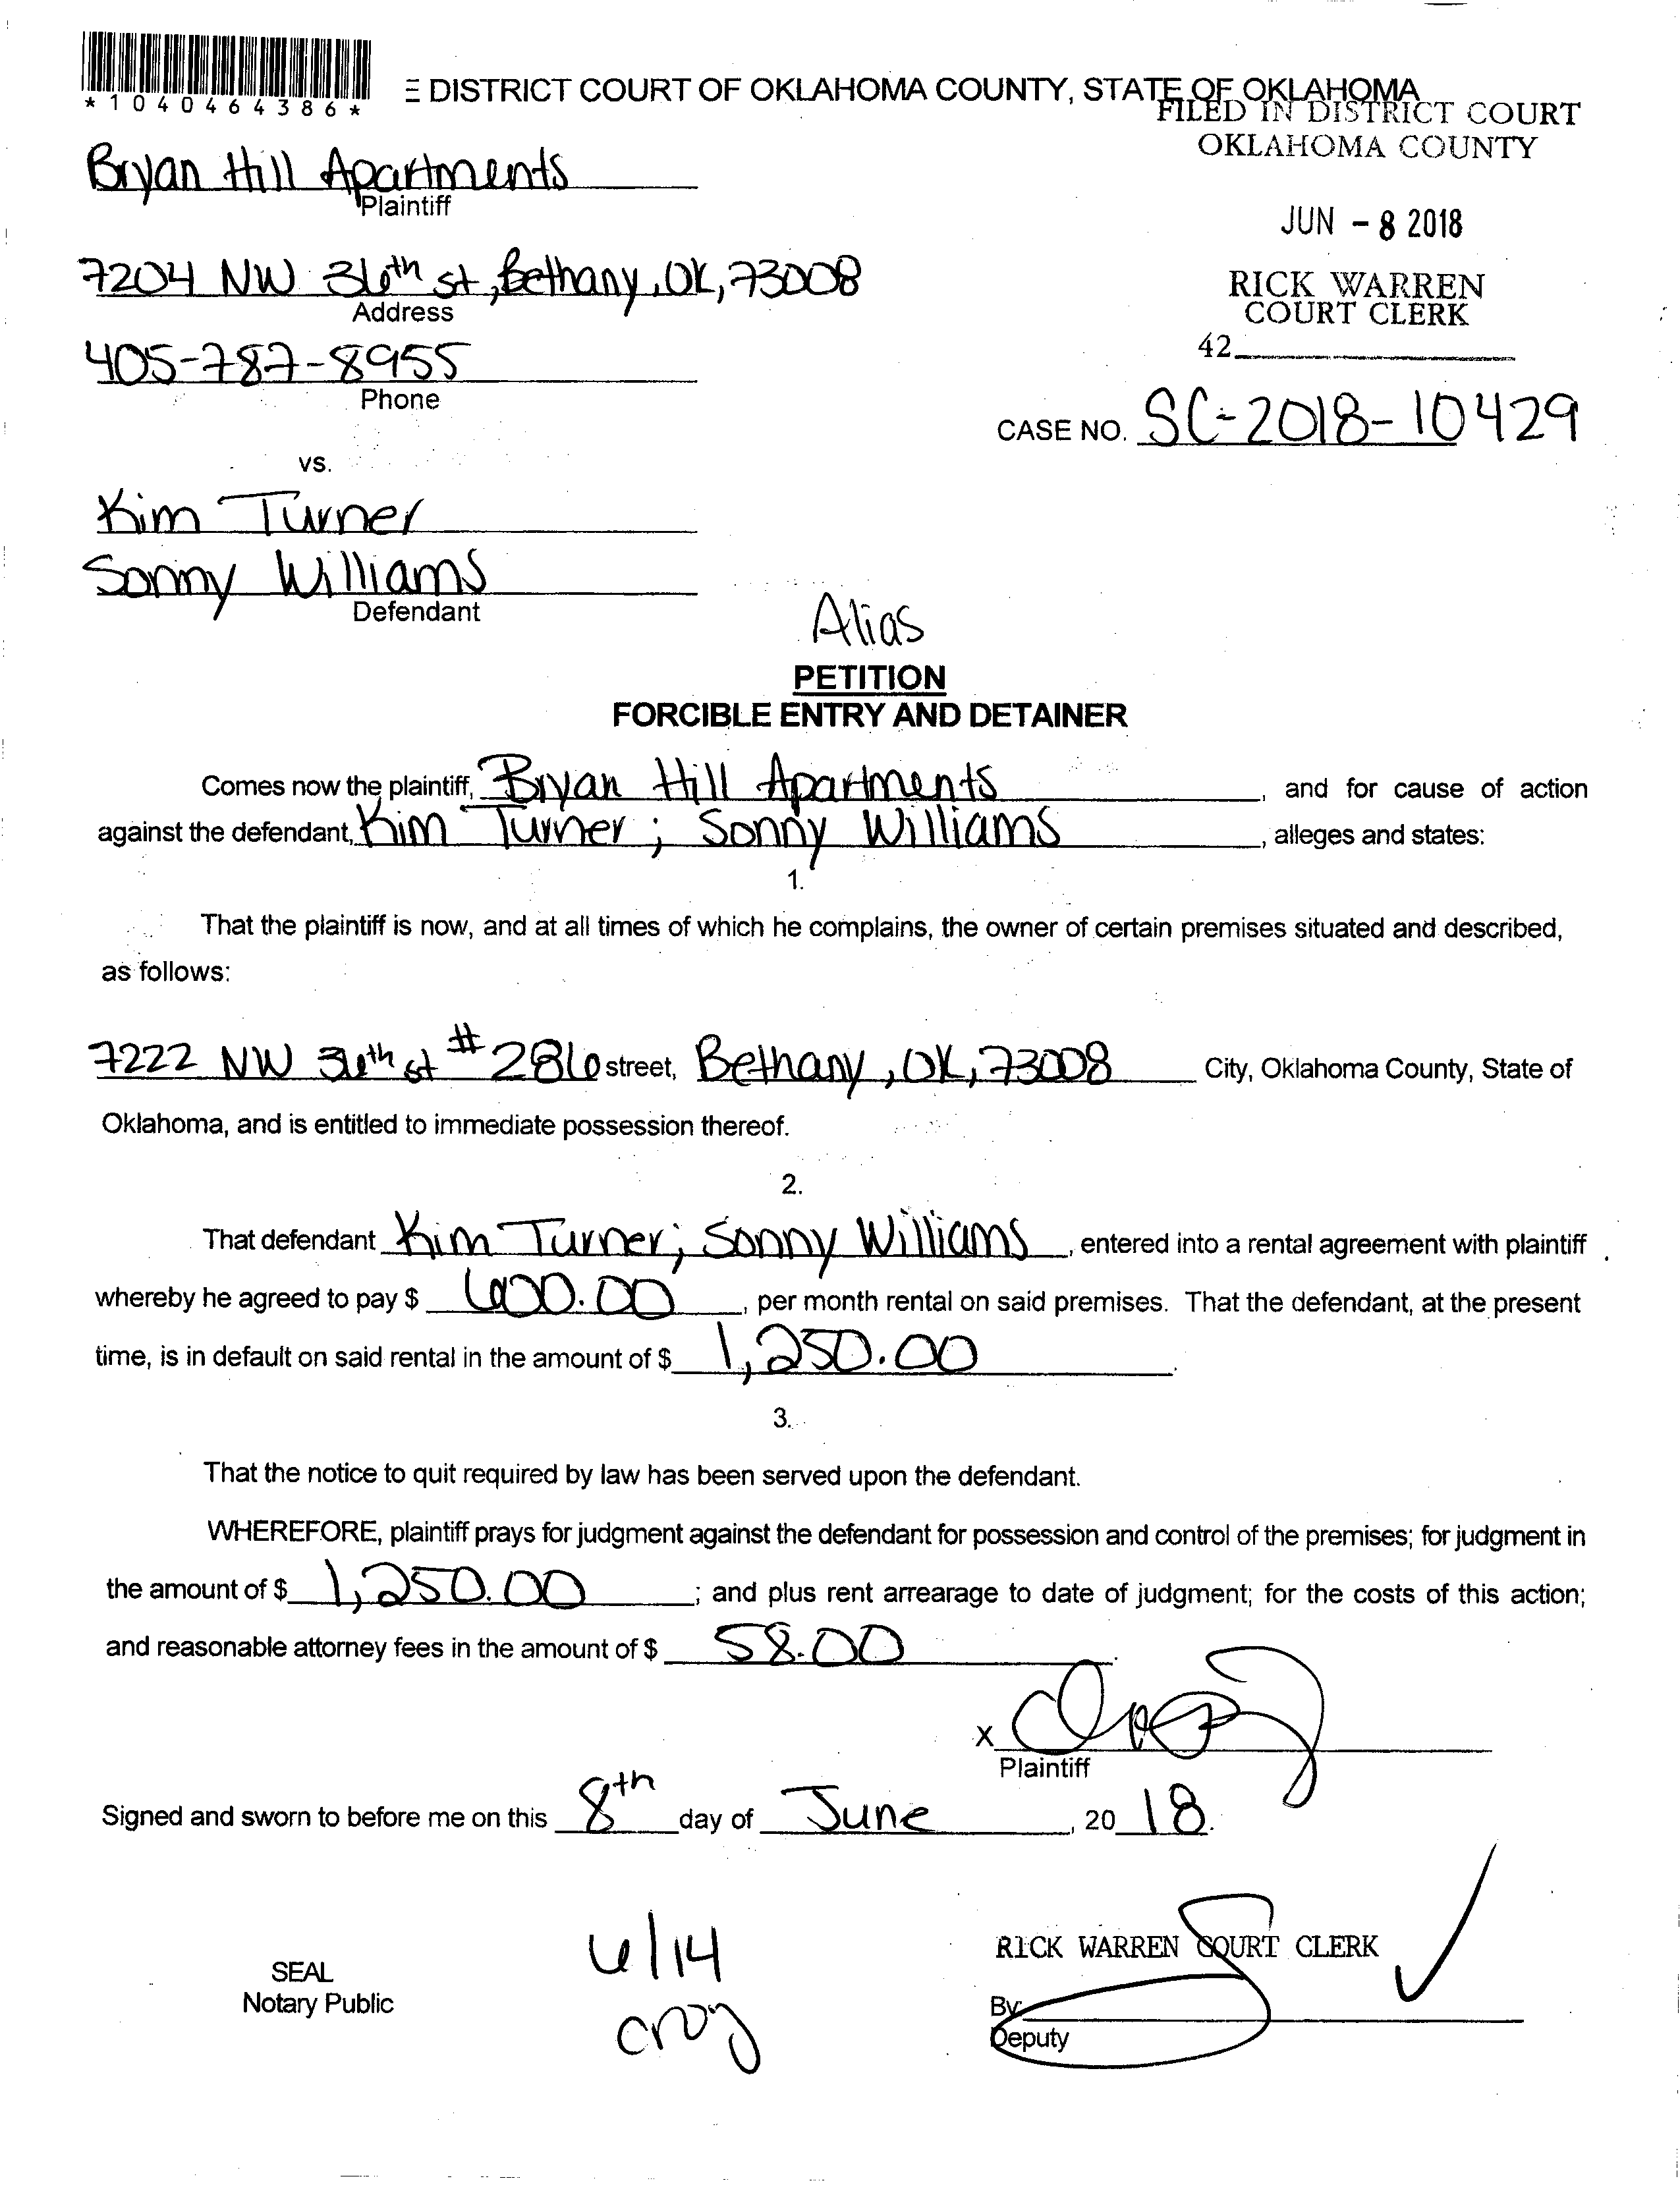 *1040464386*
E DISTRICT COURT OF OKLAHOMA COUNTY, STATE OF OKLAHOMA
FILED IN DISTRICT COURT
OKLAHOMA COUNTY
Bryan Hill Apartments
Plaintiff
JUN - 8 2018
7204 NW 36th st, Bethany, OK, 73008
Address
RICK WARREN
COURT CLERK
42
405-787-8955
Phone
CASE NO. SC-2018-10429
vs.
Kim Turner
Sonny Williams
Defendant
Alias
PETITION
FORCIBLE ENTRY AND DETAINER
Comes now the plaintiff, Bryan Hill Apartments, and for cause of action
against the defendant, Kim Turner; Sonny Williams, alleges and states:
1.
That the plaintiff is now, and at all times of which he complains, the owner of certain premises situated and described,
as follows:
7222 NW 36th st #286 street, Bethany, OK, 73008 City, Oklahoma County, State of
Oklahoma, and is entitled to immediate possession thereof.
2.
That defendant Kim Turner; Sonny Williams, entered into a rental agreement with plaintiff
whereby he agreed to pay $ 600.00, per month rental on said premises. That the defendant, at the present
time, is in default on said rental in the amount of $ 1,250.00.
3.
That the notice to quit required by law has been served upon the defendant.
WHEREFORE, plaintiff prays for judgment against the defendant for possession and control of the premises; for judgment in
the amount of $ 1,250.00; and plus rent arrearage to date of judgment; for the costs of this action;
and reasonable attorney fees in the amount of $ 58.00.
X
Plaintiff
Signed and sworn to before me on this 8th day of June, 2018.
6/14
RICK WARREN COURT CLERK
SEAL
Notary Public
By
Deputy